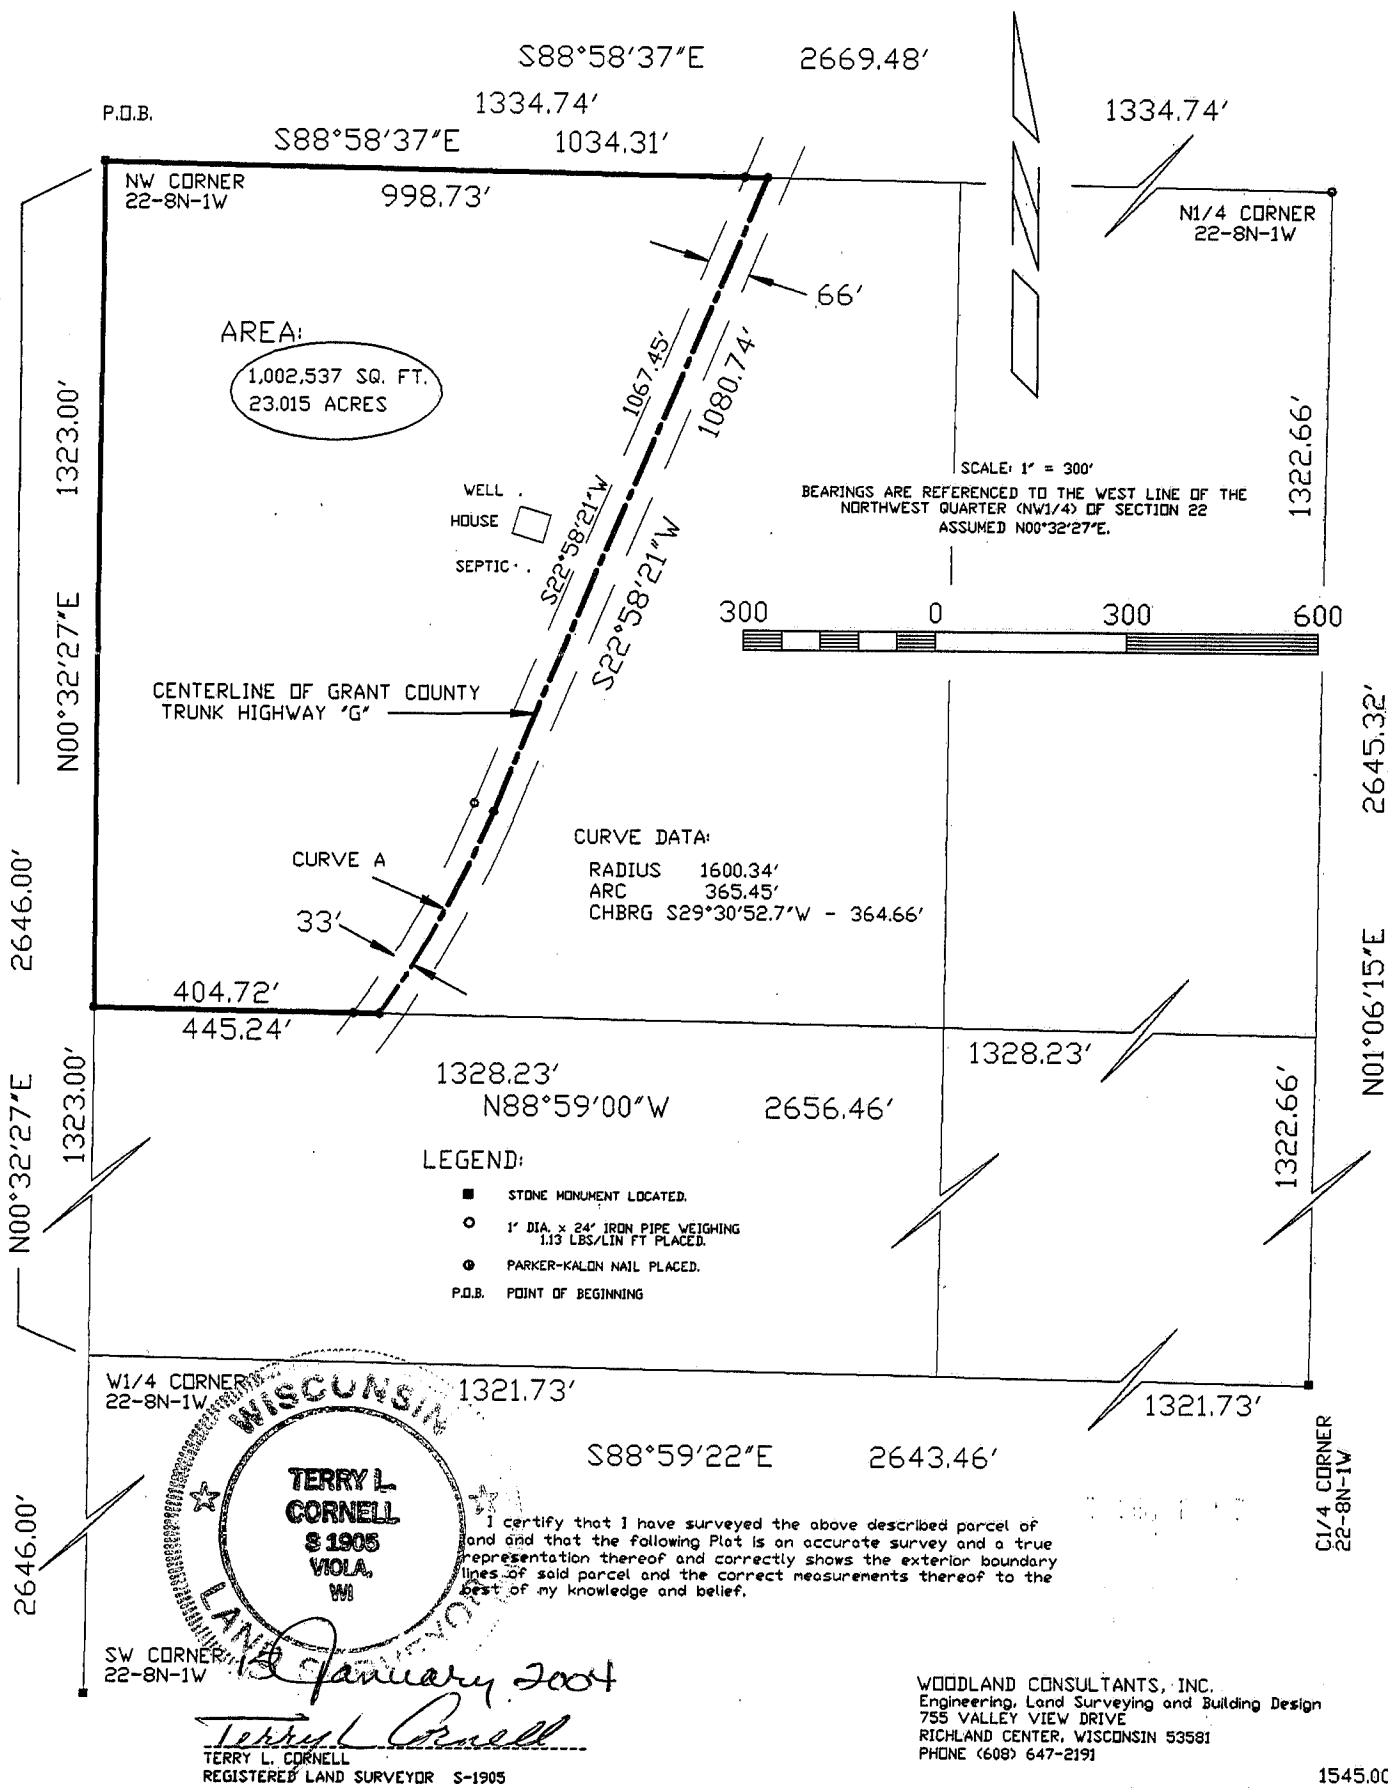 S88°58'37"E 2669.48'
1334.74' 1334.74'
P.O.B.
S88°58'37"E 1034.31'
NW CORNER
22-8N-1W
998.73'
N1/4 CORNER
22-8N-1W
66'
AREA:
1,002,537 SQ. FT.
23.015 ACRES
1067.45'
1080.74'
1323.00'
1322.66'
SCALE: 1" = 300'
BEARINGS ARE REFERENCED TO THE WEST LINE OF THE
NORTHWEST QUARTER (NW1/4) OF SECTION 22
ASSUMED N00°32'27"E.
WELL
HOUSE
SEPTIC
S22°58'21"W
S22°58'21"W
N00°32'27"E
300 0 300 600
CENTERLINE OF GRANT COUNTY
TRUNK HIGHWAY "G"
2645.32'
CURVE DATA:
RADIUS 1600.34'
ARC 365.45'
CHBRG S29°30'52.7"W - 364.66'
CURVE A
33'
2646.00'
N01°06'15"E
404.72'
445.24'
1328.23'
1328.23'
N88°59'00"W 2656.46'
1323.00'
N00°32'27"E
1322.66'
LEGEND:
STONE MONUMENT LOCATED.
1" DIA. x 24" IRON PIPE WEIGHING
1.13 LBS/LIN FT PLACED.
PARKER-KALON NAIL PLACED.
P.O.B. POINT OF BEGINNING
W1/4 CORNER
22-8N-1W
1321.73'
1321.73'
S88°59'22"E 2643.46'
C1/4 CORNER
22-8N-1W
2646.00'
WISCONSIN
TERRY L.
CORNELL
S 1905
VIOLA,
WI
LAND SURVEYOR
I certify that I have surveyed the above described parcel of
land and that the following Plat is an accurate survey and a true
representation thereof and correctly shows the exterior boundary
lines of said parcel and the correct measurements thereof to the
best of my knowledge and belief.
SW CORNER
22-8N-1W
January 2004
Terry L Cornell
TERRY L. CORNELL
REGISTERED LAND SURVEYOR S-1905
WOODLAND CONSULTANTS, INC.
Engineering, Land Surveying and Building Design
755 VALLEY VIEW DRIVE
RICHLAND CENTER, WISCONSIN 53581
PHONE (608) 647-2191
1545.00